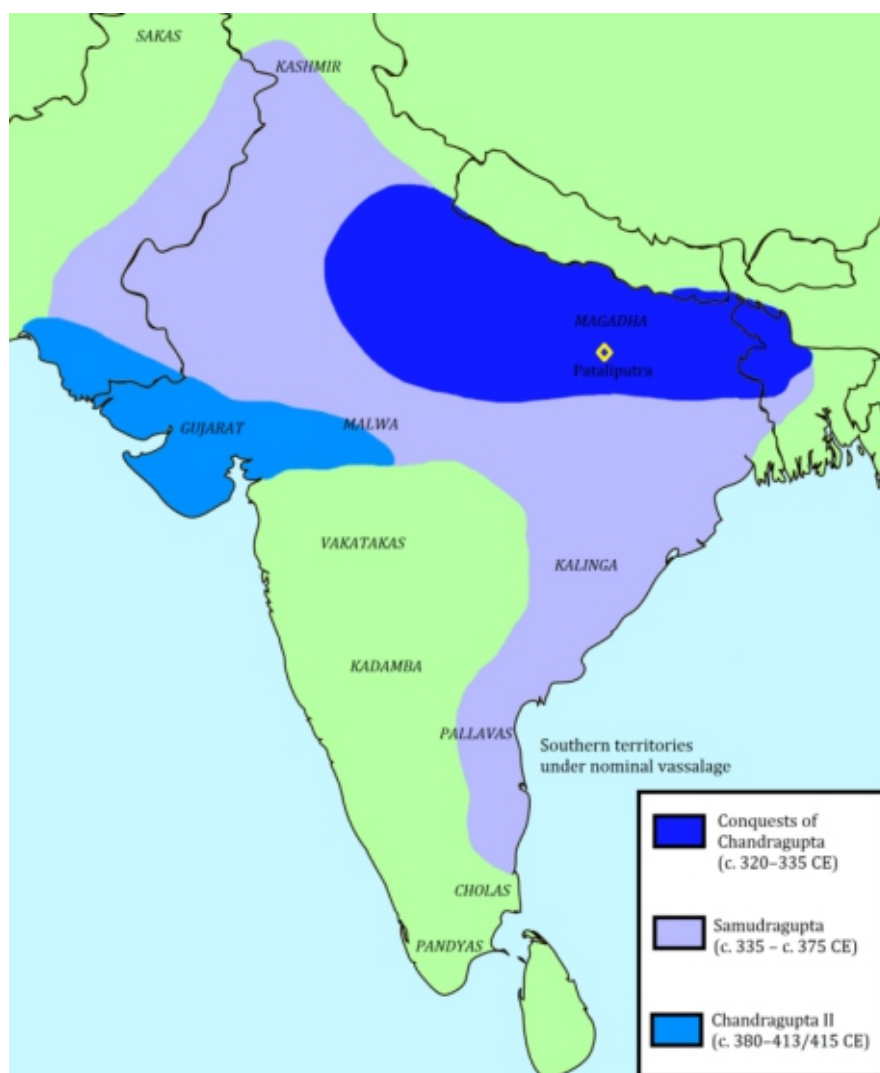 SAKAS
KASHMIR
MAGADHA
Pataliputra
GUJARAT
MALWA
VAKATAKAS
KALINGA
KADAMBA
PALLAVAS
Southern territories
under nominal vassalage
CHOLAS
PANDYAS
Conquests of
Chandragupta
(c. 320–335 CE)
Samudragupta
(c. 335 – c. 375 CE)
Chandragupta II
(c. 380–413/415 CE)